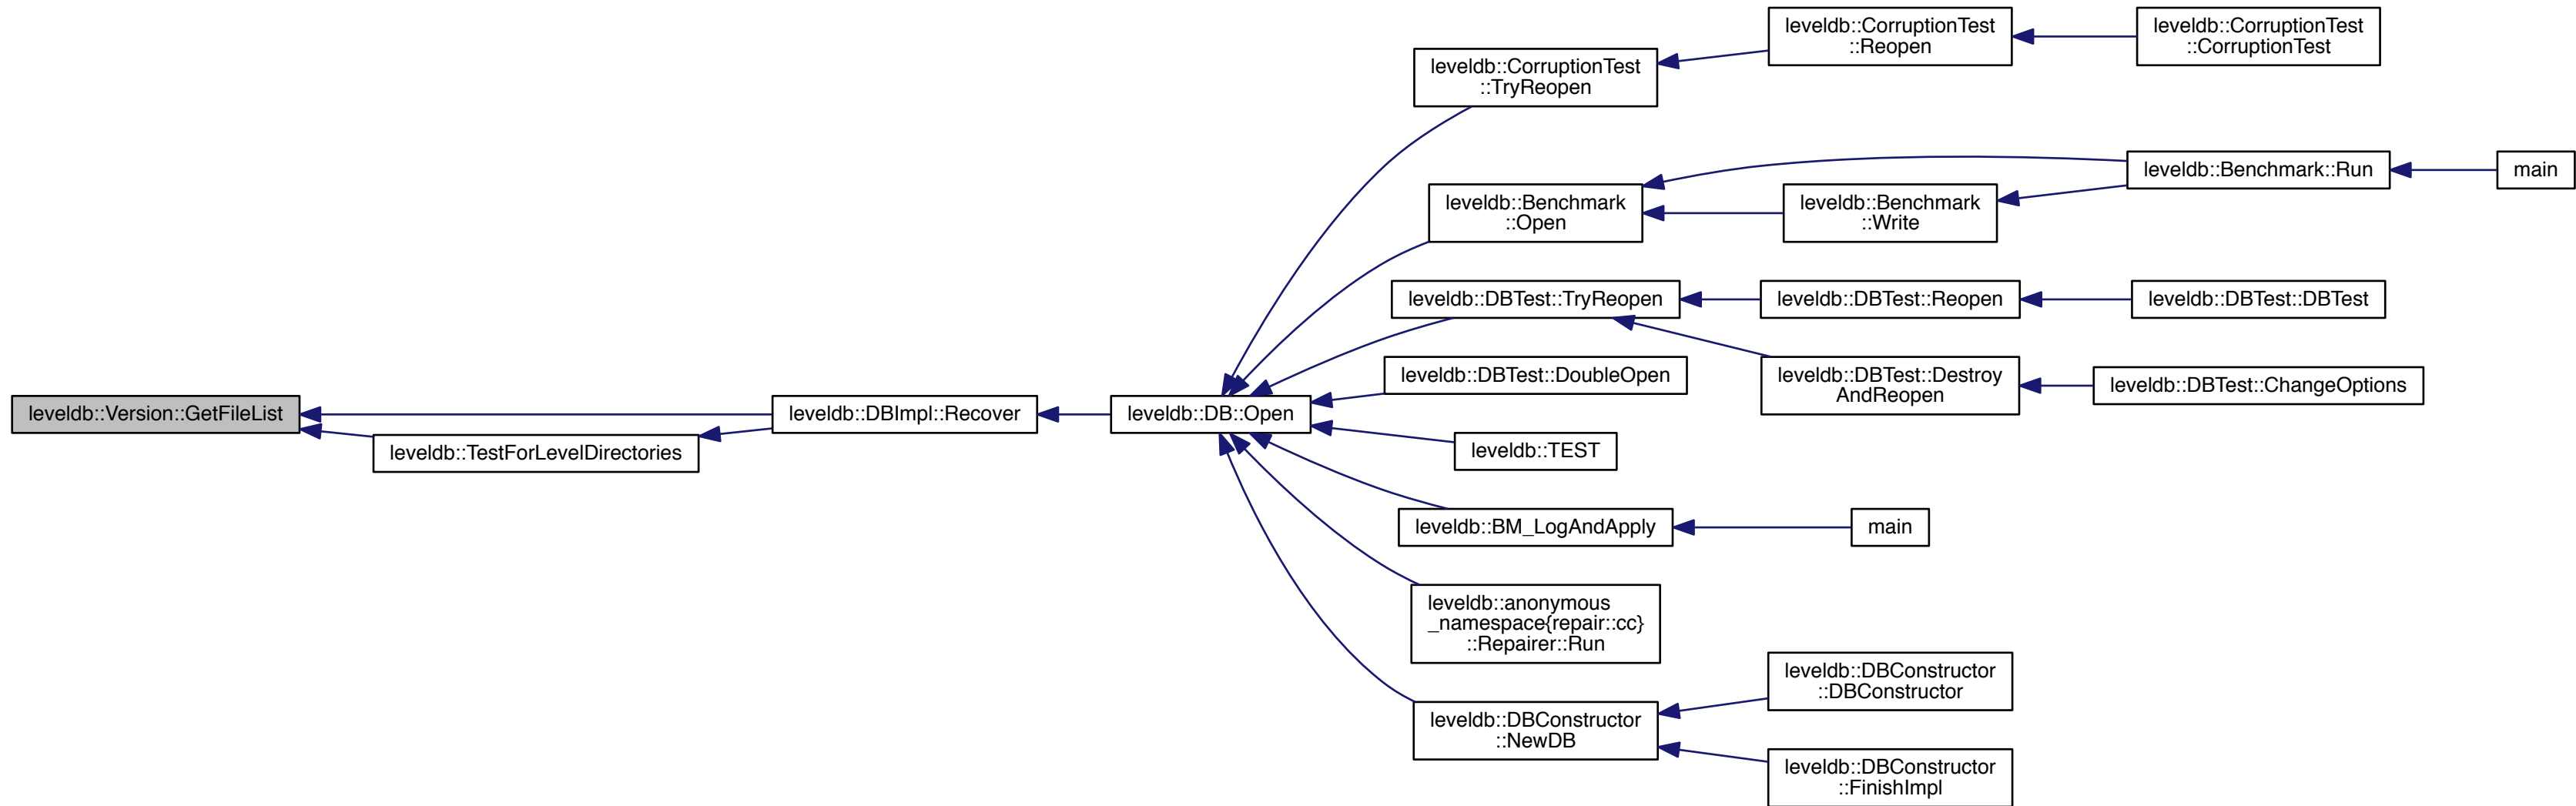 leveldb::Version::GetFileList
leveldb::TestForLevelDirectories
leveldb::DBImpl::Recover
leveldb::DB::Open
leveldb::CorruptionTest
::TryReopen
leveldb::CorruptionTest
::Reopen
leveldb::CorruptionTest
::CorruptionTest
leveldb::Benchmark
::Open
leveldb::Benchmark
::Write
leveldb::Benchmark::Run
main
leveldb::DBTest::TryReopen
leveldb::DBTest::Reopen
leveldb::DBTest::DBTest
leveldb::DBTest::Destroy
AndReopen
leveldb::DBTest::ChangeOptions
leveldb::DBTest::DoubleOpen
leveldb::TEST
leveldb::BM_LogAndApply
main
leveldb::anonymous
_namespace{repair::cc}
::Repairer::Run
leveldb::DBConstructor
::NewDB
leveldb::DBConstructor
::DBConstructor
leveldb::DBConstructor
::FinishImpl